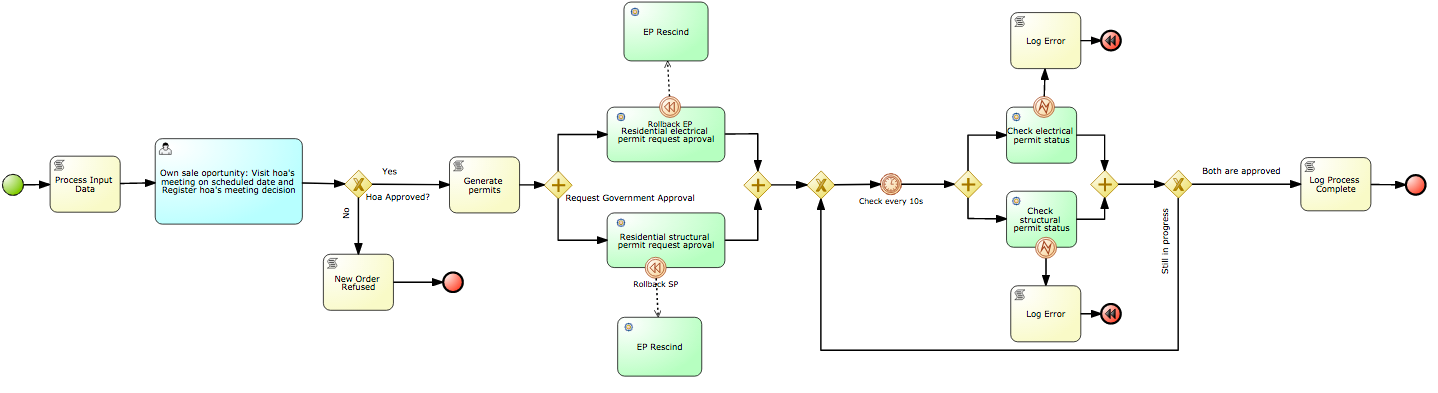 Process Input
Data
Own sale oportunity: Visit hoa's
meeting on scheduled date and
Register hoa's meeting decision
Yes
Hoa Approved?
No
New Order
Refused
Generate
permits
Request Government Approval
EP Rescind
Rollback EP
Residential electrical
permit request aproval
Residential structural
permit request aproval
Rollback SP
EP Rescind
Check every 10s
Log Error
Check electrical
permit status
Check
structural
permit status
Log Error
Both are approved
Still in progress
Log Process
Complete